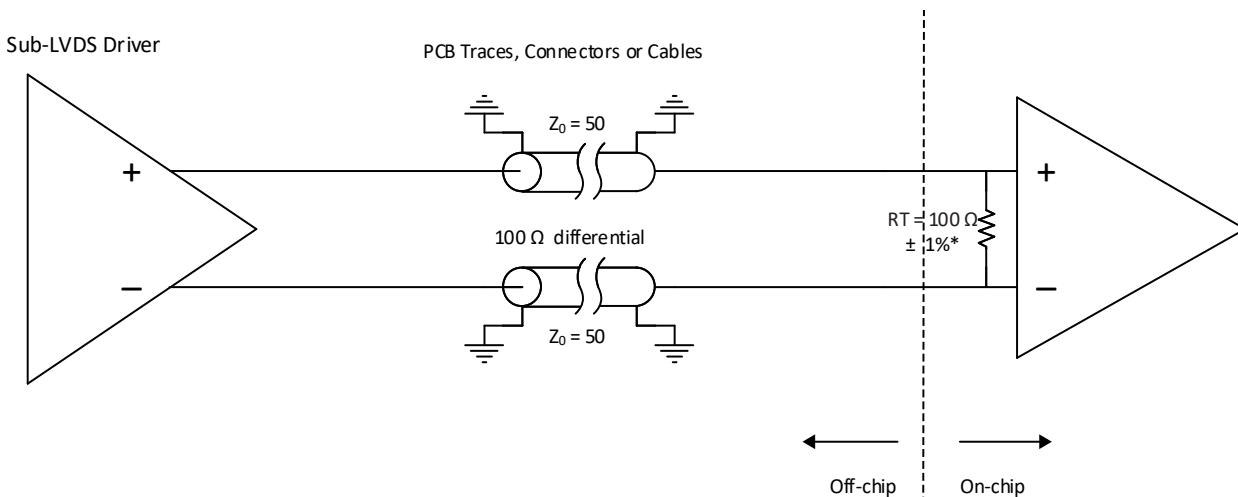 Sub-LVDS Driver
PCB Traces, Connectors or Cables
Z₀ = 50
+
+
RT = 100 Ω
± 1%*
100 Ω differential
−
−
Z₀ = 50
Off-chip
On-chip